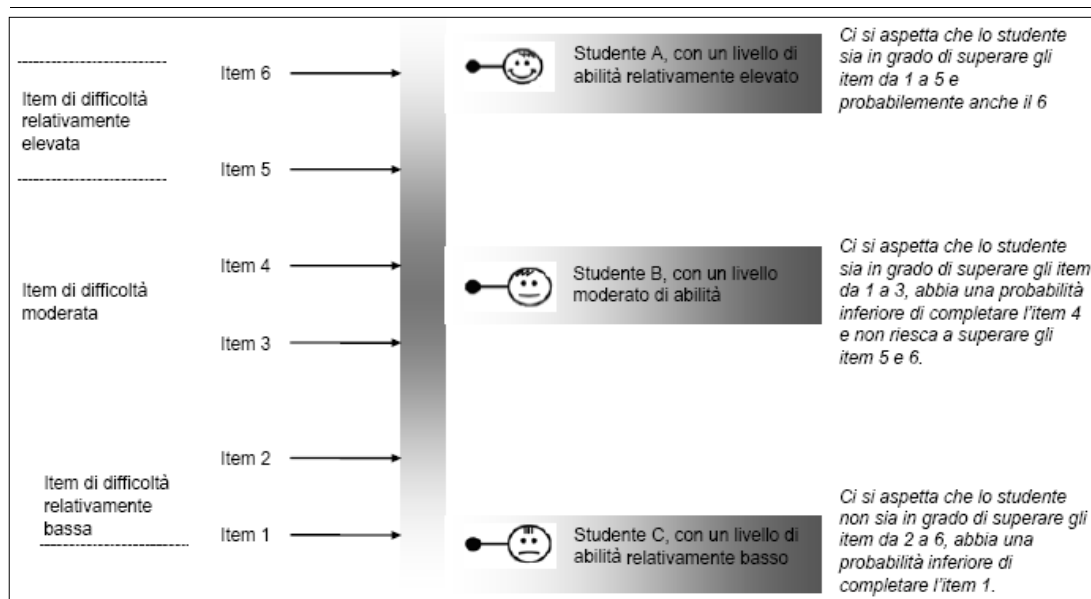 Item 6
Studente A, con un livello di
abilità relativamente elevato
Ci si aspetta che lo studente
sia in grado di superare gli
item da 1 a 5 e
probabilemente anche il 6
Item di difficoltà
relativamente
elevata
Item 5
Item 4
Studente B, con un livello
moderato di abilità
Ci si aspetta che lo studente
sia in grado di superare gli item
da 1 a 3, abbia una probabilità
inferiore di completare l'item 4
e non riesca a superare gli
item 5 e 6.
Item di difficoltà
moderata
Item 3
Item 2
Item di difficoltà
relativamente
bassa
Item 1
Studente C, con un livello di
abilità relativamente basso
Ci si aspetta che lo studente
non sia in grado di superare gli
item da 2 a 6, abbia una
probabilità inferiore di
completare l'item 1.